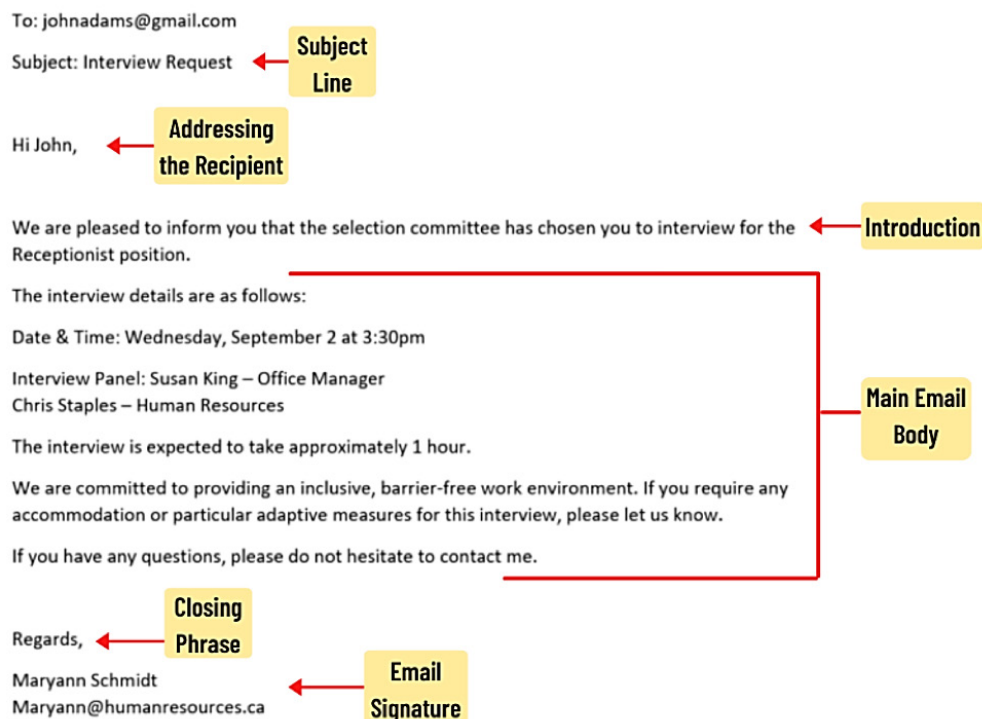 To: johnadams@gmail.com
Subject: Interview Request
Subject
Line
Hi John,
Addressing
the Recipient
We are pleased to inform you that the selection committee has chosen you to interview for the
Receptionist position.
Introduction
The interview details are as follows:
Date & Time: Wednesday, September 2 at 3:30pm
Interview Panel: Susan King – Office Manager
Chris Staples – Human Resources
The interview is expected to take approximately 1 hour.
We are committed to providing an inclusive, barrier-free work environment. If you require any
accommodation or particular adaptive measures for this interview, please let us know.
If you have any questions, please do not hesitate to contact me.
Main Email
Body
Regards,
Closing
Phrase
Maryann Schmidt
Maryann@humanresources.ca
Email
Signature